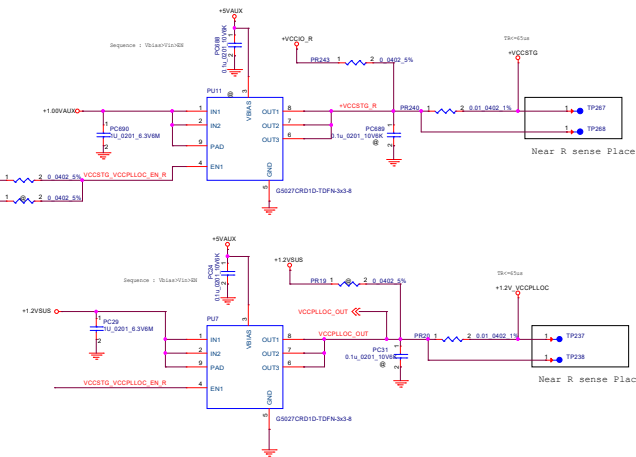 +5VAUX
+VCCIO_R
TR<=65us
+VCCSTG
Sequence : Vbias>Vin>EN
PC688
0.1u_0201_10V6K
PR243 1 2 0_0402_5%
PU11
@
3
VBIAS
+1.00VAUX
1 IN1 OUT1 8
2 IN2 OUT2 7
OUT3 6
9 PAD
4 EN1
GND
5
+VCCSTG_R
PR240 1 2 0.01_0402_1%
TP267
TP268
PC690
1U_0201_6.3V6M
PC689
0.1u_0201_10V6K
@
Near R sense Place
1 2 0_0402_5%
VCCSTG_VCCPLLOC_EN_R
1 @ 2 0_0402_5%
G5027CRD1D-TDFN-3x3-8
+5VAUX
+1.2VSUS
TR<=65us
+1.2V_VCCPLLOC
Sequence : Vbias>Vin>EN
PC24
0.1u_0201_10V6K
PR19 1 @ 2 0_0402_5%
+1.2VSUS
PU7
3
VBIAS
VCCPLLOC_OUT
PC29
1U_0201_6.3V6M
1 IN1 OUT1 8
2 IN2 OUT2 7
OUT3 6
9 PAD
4 EN1
GND
5
VCCPLLOC_OUT
PR20 1 2 0.01_0402_1%
TP237
TP238
PC31
0.1u_0201_10V6K
@
Near R sense Place
VCCSTG_VCCPLLOC_EN_R
G5027CRD1D-TDFN-3x3-8